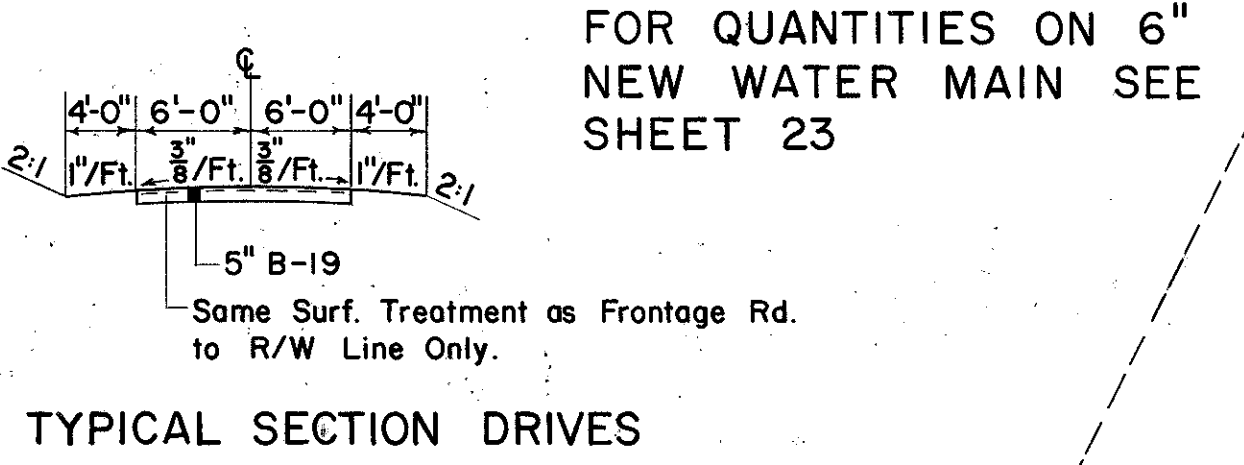 FOR QUANTITIES ON 6"
NEW WATER MAIN SEE
SHEET 23
℄
4'-0" 6'-0" 6'-0" 4'-0"
2:1 1"/Ft. 3/8"/Ft. 3/8"/Ft. 1"/Ft. 2:1
5" B-19
Same Surf. Treatment as Frontage Rd.
to R/W Line Only.
TYPICAL SECTION DRIVES